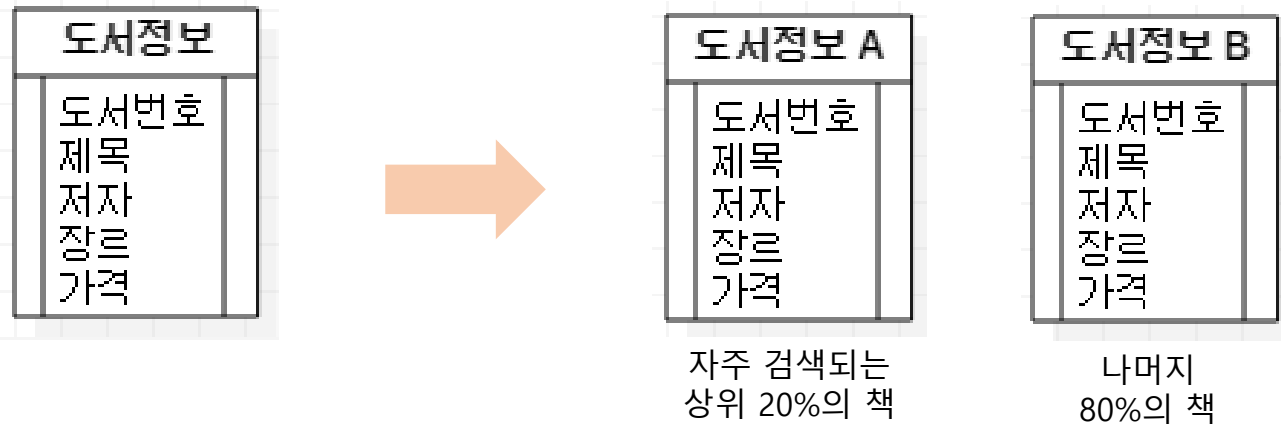 도서정보
도서번호
제목
저자
장르
가격
도서정보 A
도서번호
제목
저자
장르
가격
자주 검색되는
상위 20%의 책
도서정보 B
도서번호
제목
저자
장르
가격
나머지
80%의 책